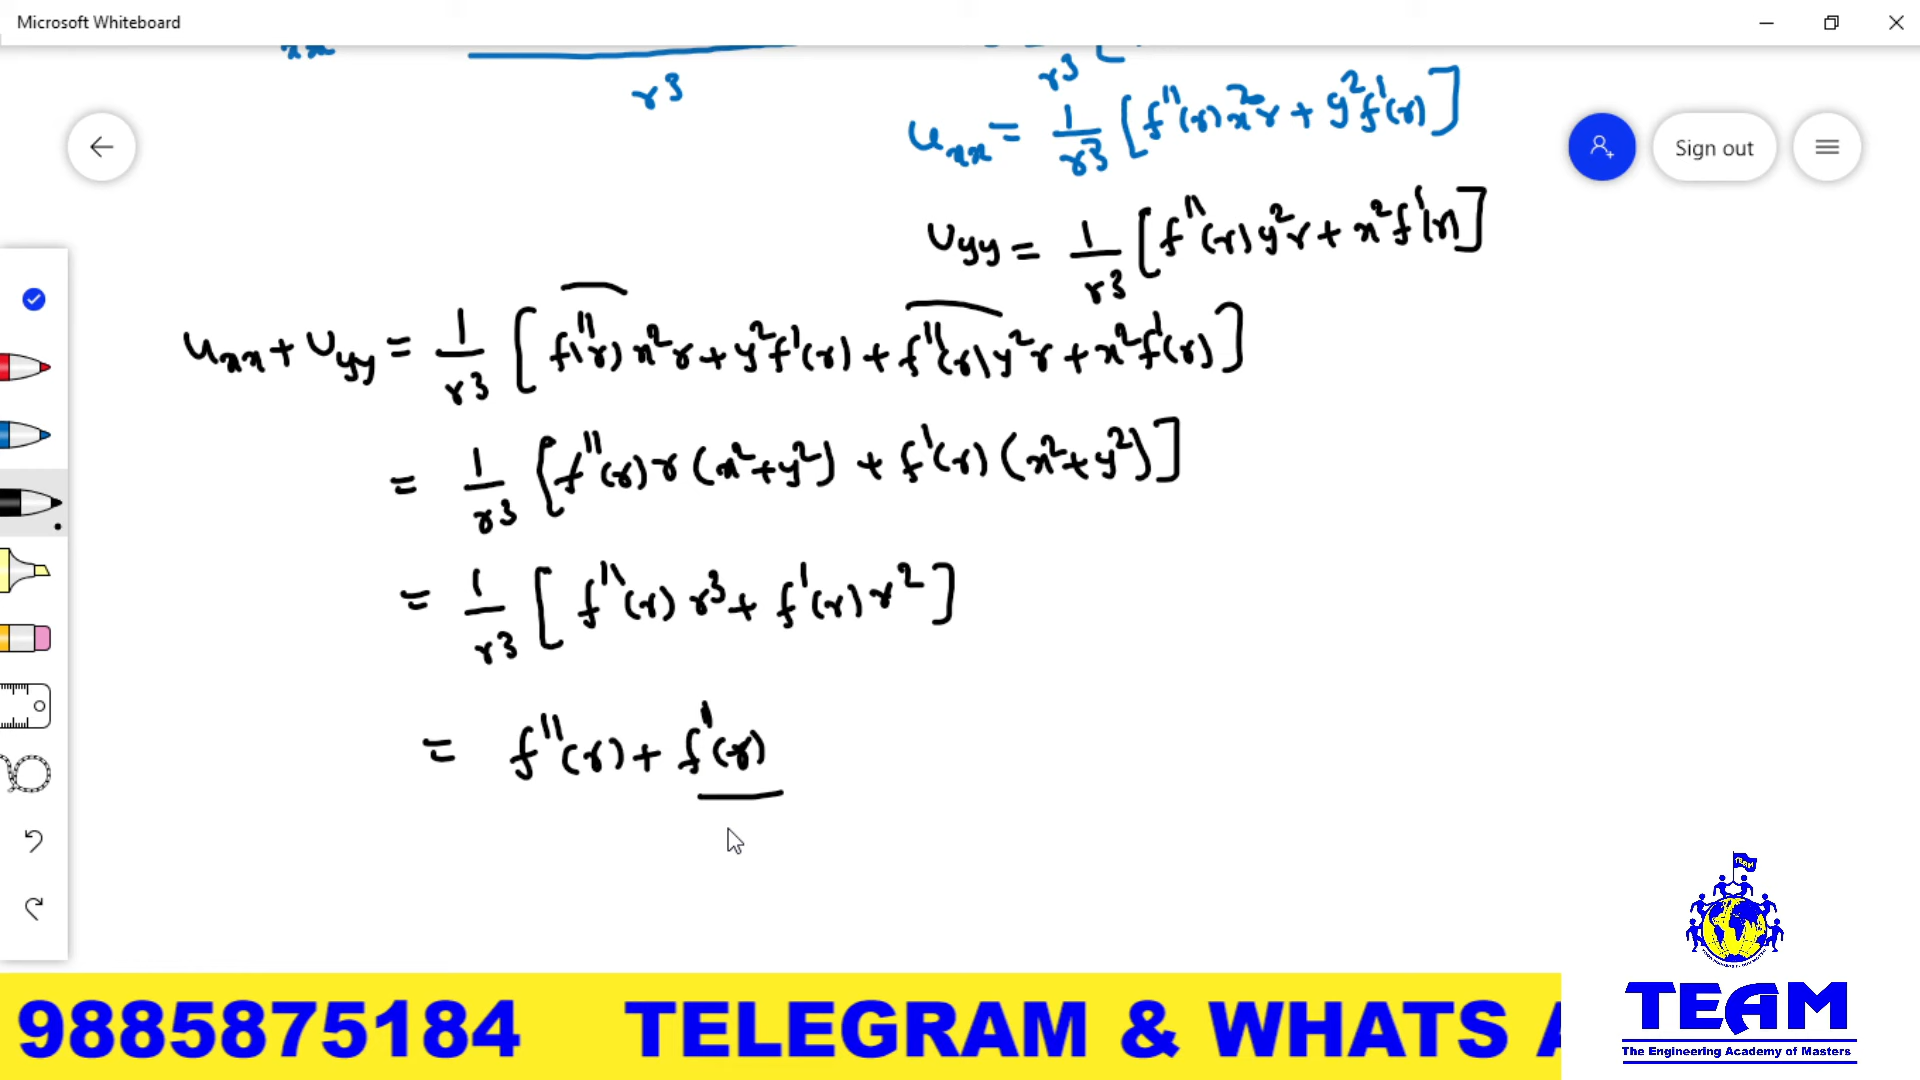 Microsoft Whiteboard
xx
r³
r³ [
u_xx = 1/r³ [f''(r)x²r + y²f'(r)]
Sign out
u_yy = 1/r³ [f''(r)y²r + x²f'(r)]
u_xx + u_yy = 1/r³ [f''(r)x²r + y²f'(r) + f''(r)y²r + x²f'(r)]
= 1/r³ [f''(r)r(x²+y²) + f'(r)(x²+y²)]
= 1/r³ [f''(r)r³ + f'(r)r²]
= f''(r) + f'(r)
TEAM
The Engineering Academy of Masters
9885875184 TELEGRAM & WHATS A